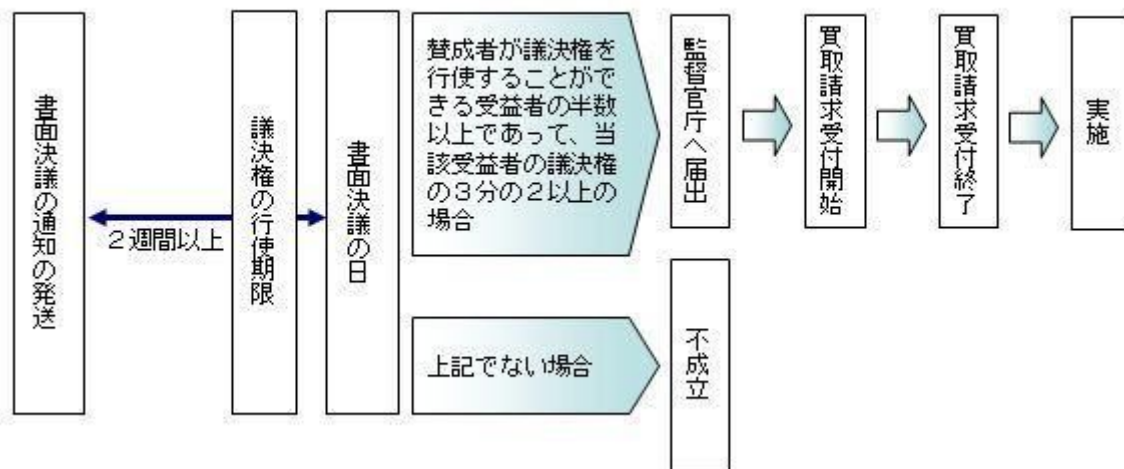 書面決議の通知の発送
２週間以上
議決権の行使期限
書面決議の日
賛成者が議決権を
行使することがで
きる受益者の半数
以上であって、当
該受益者の議決権
の３分の２以上の
場合
監督官庁へ届出
買取請求受付開始
買取請求受付終了
実施
上記でない場合
不成立